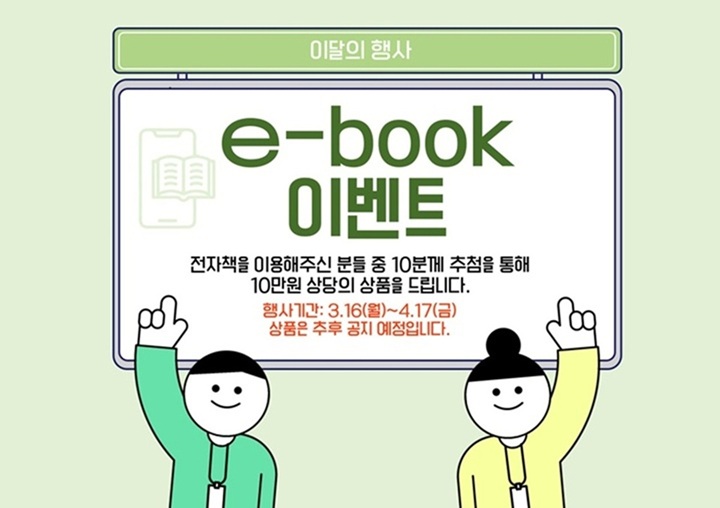 이달의 행사
e-book
이벤트
전자책을 이용해주신 분들 중 10분께 추첨을 통해
10만원 상당의 상품을 드립니다.
행사기간: 3.16(월)~4.17(금)
상품은 추후 공지 예정입니다.